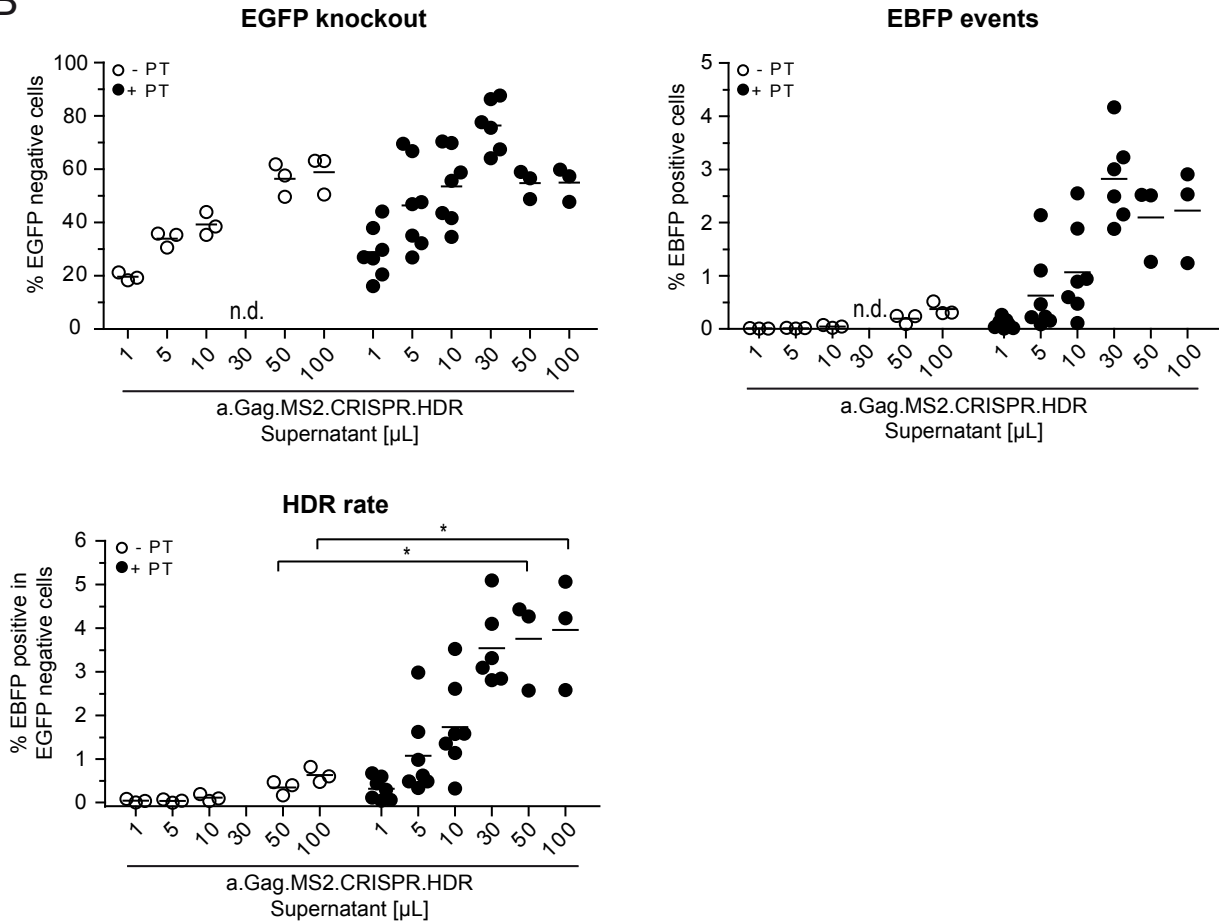 B
EGFP knockout
% EGFP negative cells
100
80
60
40
20
0
- PT
+ PT
n.d.
1 5 10 30 50 100 1 5 10 30 50 100
a.Gag.MS2.CRISPR.HDR
Supernatant [µL]
EBFP events
% EBFP positive cells
5
4
3
2
1
0
- PT
+ PT
n.d.
1 5 10 30 50 100 1 5 10 30 50 100
a.Gag.MS2.CRISPR.HDR
Supernatant [µL]
HDR rate
% EBFP positive in
EGFP negative cells
6
5
4
3
2
1
0
- PT
+ PT
*
*
1 5 10 30 50 100 1 5 10 30 50 100
a.Gag.MS2.CRISPR.HDR
Supernatant [µL]